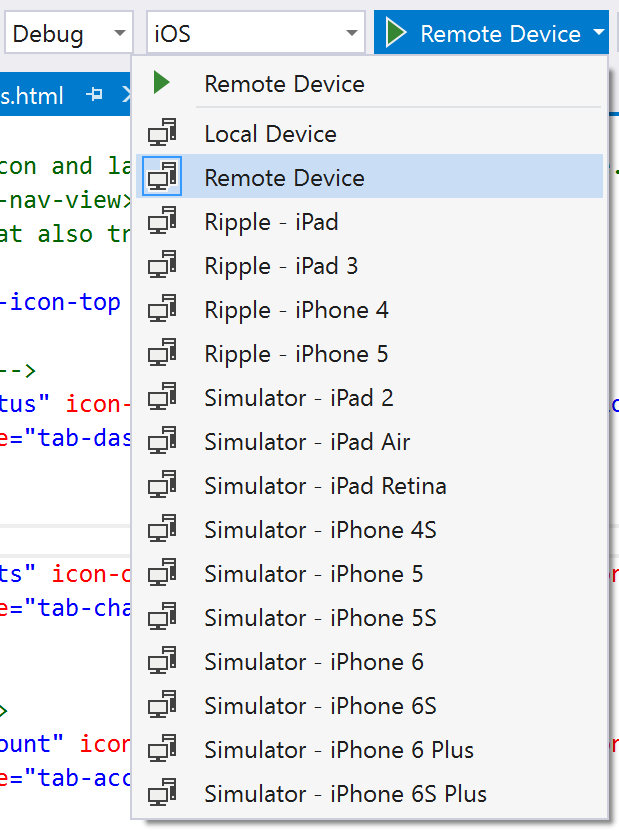 Debug iOS Remote Device
s.html
Remote Device
Local Device
con and la
Remote Device
-nav-view>
Ripple - iPad
at also tr
Ripple - iPad 3
-icon-top
Ripple - iPhone 4
-->
Ripple - iPhone 5
tus" icon-
Simulator - iPad 2
e="tab-das
Simulator - iPad Air
Simulator - iPad Retina
Simulator - iPhone 4S
ts" icon-c
Simulator - iPhone 5
e="tab-cha
Simulator - iPhone 5S
Simulator - iPhone 6
>
Simulator - iPhone 6S
ount" icon
Simulator - iPhone 6 Plus
e="tab-acc
Simulator - iPhone 6S Plus